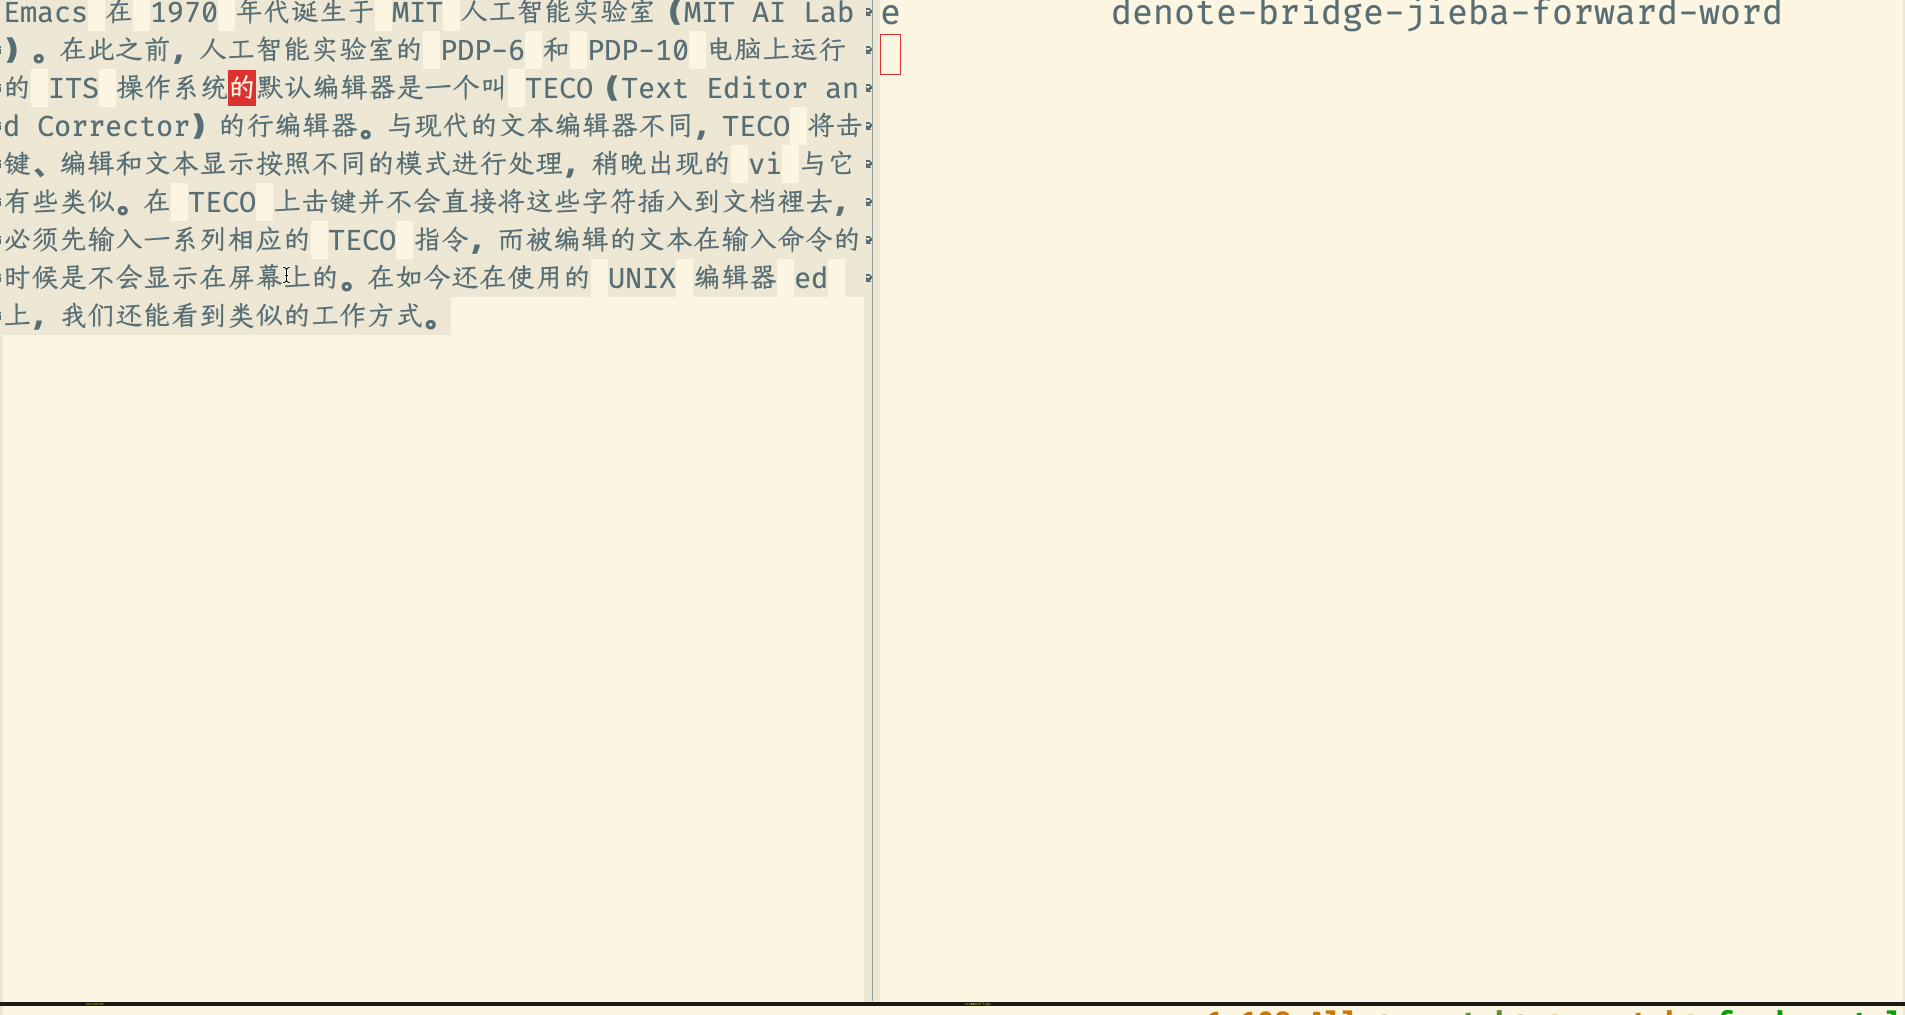 Emacs 在 1970 年代诞生于 MIT 人工智能实验室(MIT AI Lab
)。在此之前,人工智能实验室的 PDP-6 和 PDP-10 电脑上运行
的 ITS 操作系统的默认编辑器是一个叫 TECO(Text Editor an
d Corrector)的行编辑器。与现代的文本编辑器不同,TECO 将击
键、编辑和文本显示按照不同的模式进行处理,稍晚出现的 vi 与它
有些类似。在 TECO 上击键并不会直接将这些字符插入到文档裡去,
必须先输入一系列相应的 TECO 指令,而被编辑的文本在输入命令的
时候是不会显示在屏幕上的。在如今还在使用的 UNIX 编辑器 ed
上,我们还能看到类似的工作方式。
e denote-bridge-jieba-forward-word